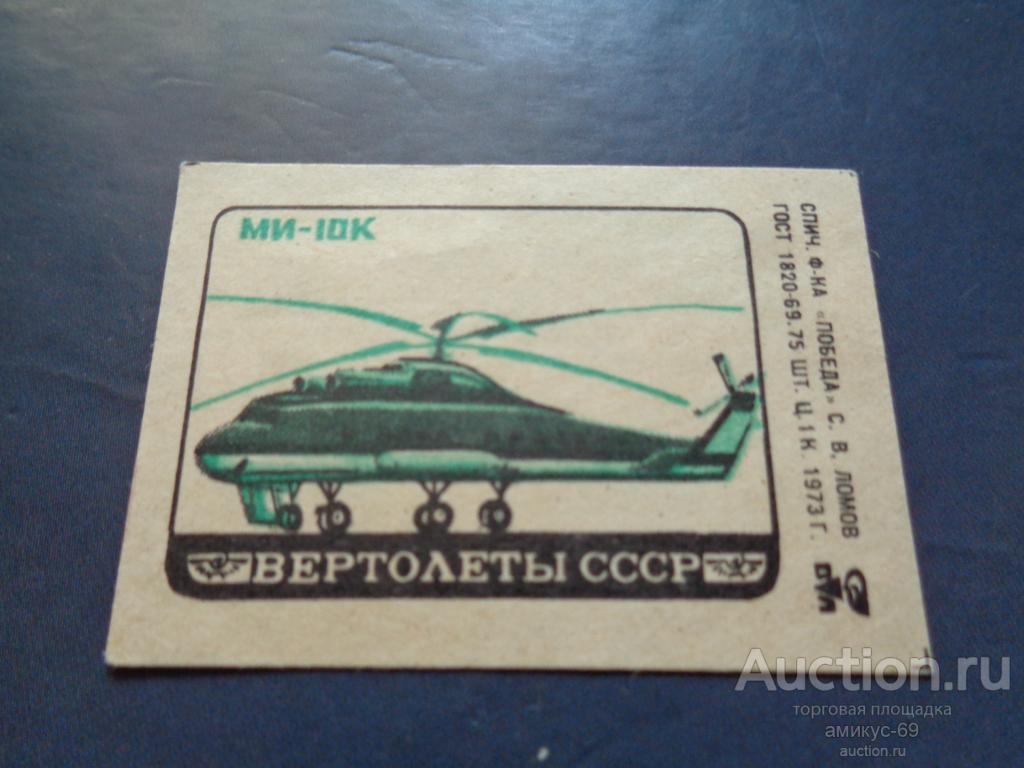 МИ-10К
ВЕРТОЛЕТЫ СССР
СПИЧ. Ф-КА «ПОБЕДА» С. В. ЛОМОВ
ГОСТ 1820-69. 75 ШТ. Ц. 1 К. 1973 Г.
Auction.ru
торговая площадка
амикус-69
auction.ru